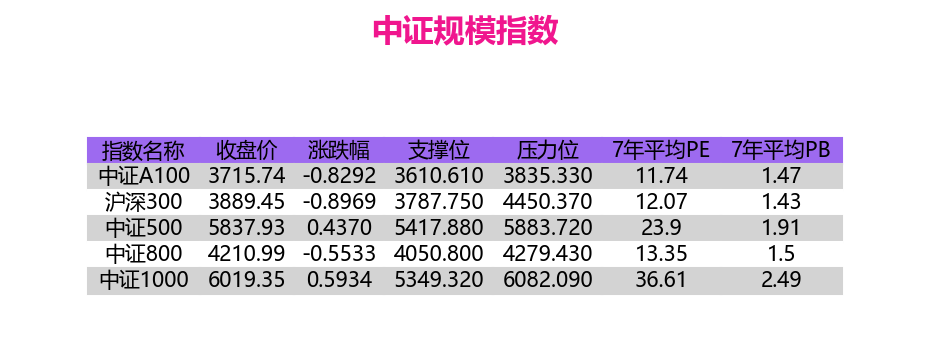 中证规模指数
指数名称 收盘价 涨跌幅 支撑位 压力位 7年平均PE 7年平均PB
中证A100 3715.74 -0.8292 3610.610 3835.330 11.74 1.47
沪深300 3889.45 -0.8969 3787.750 4450.370 12.07 1.43
中证500 5837.93 0.4370 5417.880 5883.720 23.9 1.91
中证800 4210.99 -0.5533 4050.800 4279.430 13.35 1.5
中证1000 6019.35 0.5934 5349.320 6082.090 36.61 2.49